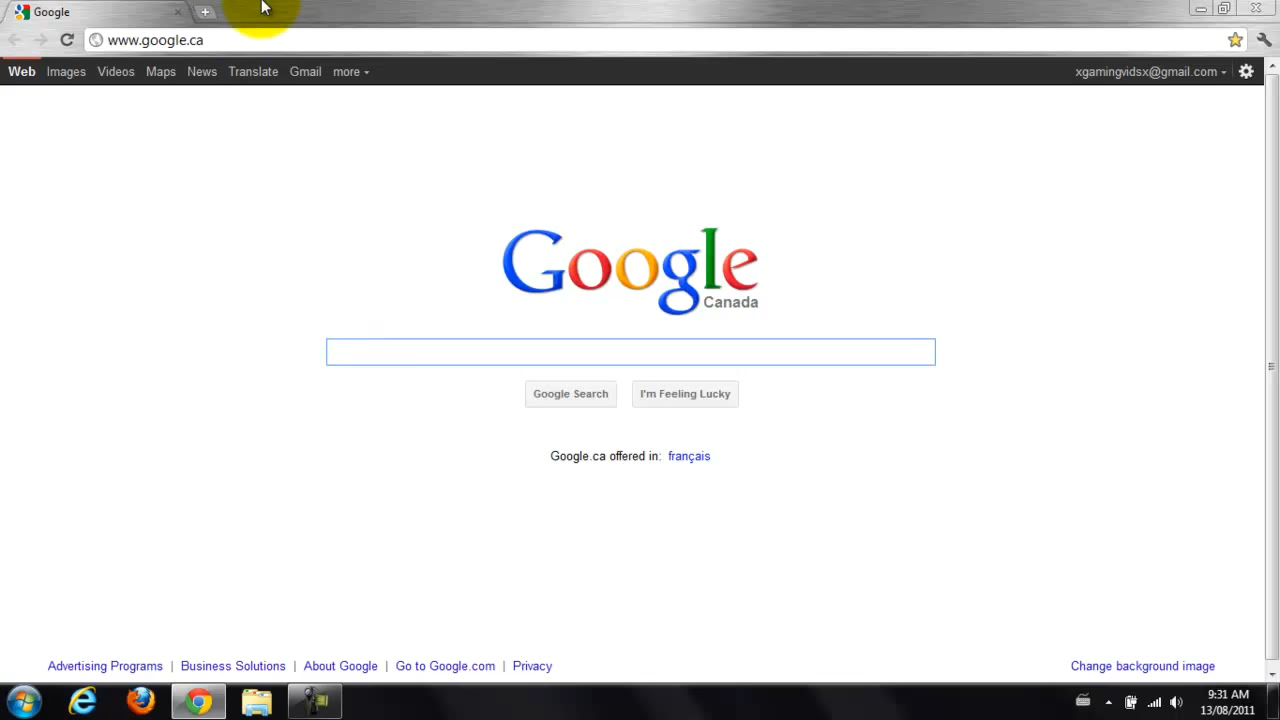 Google
www.google.ca
Web Images Videos Maps News Translate Gmail more xgamingvidsx@gmail.com
Google
Canada
Google Search I'm Feeling Lucky
Google.ca offered in: français
Advertising Programs | Business Solutions | About Google | Go to Google.com | Privacy Change background image
9:31 AM
13/08/2011